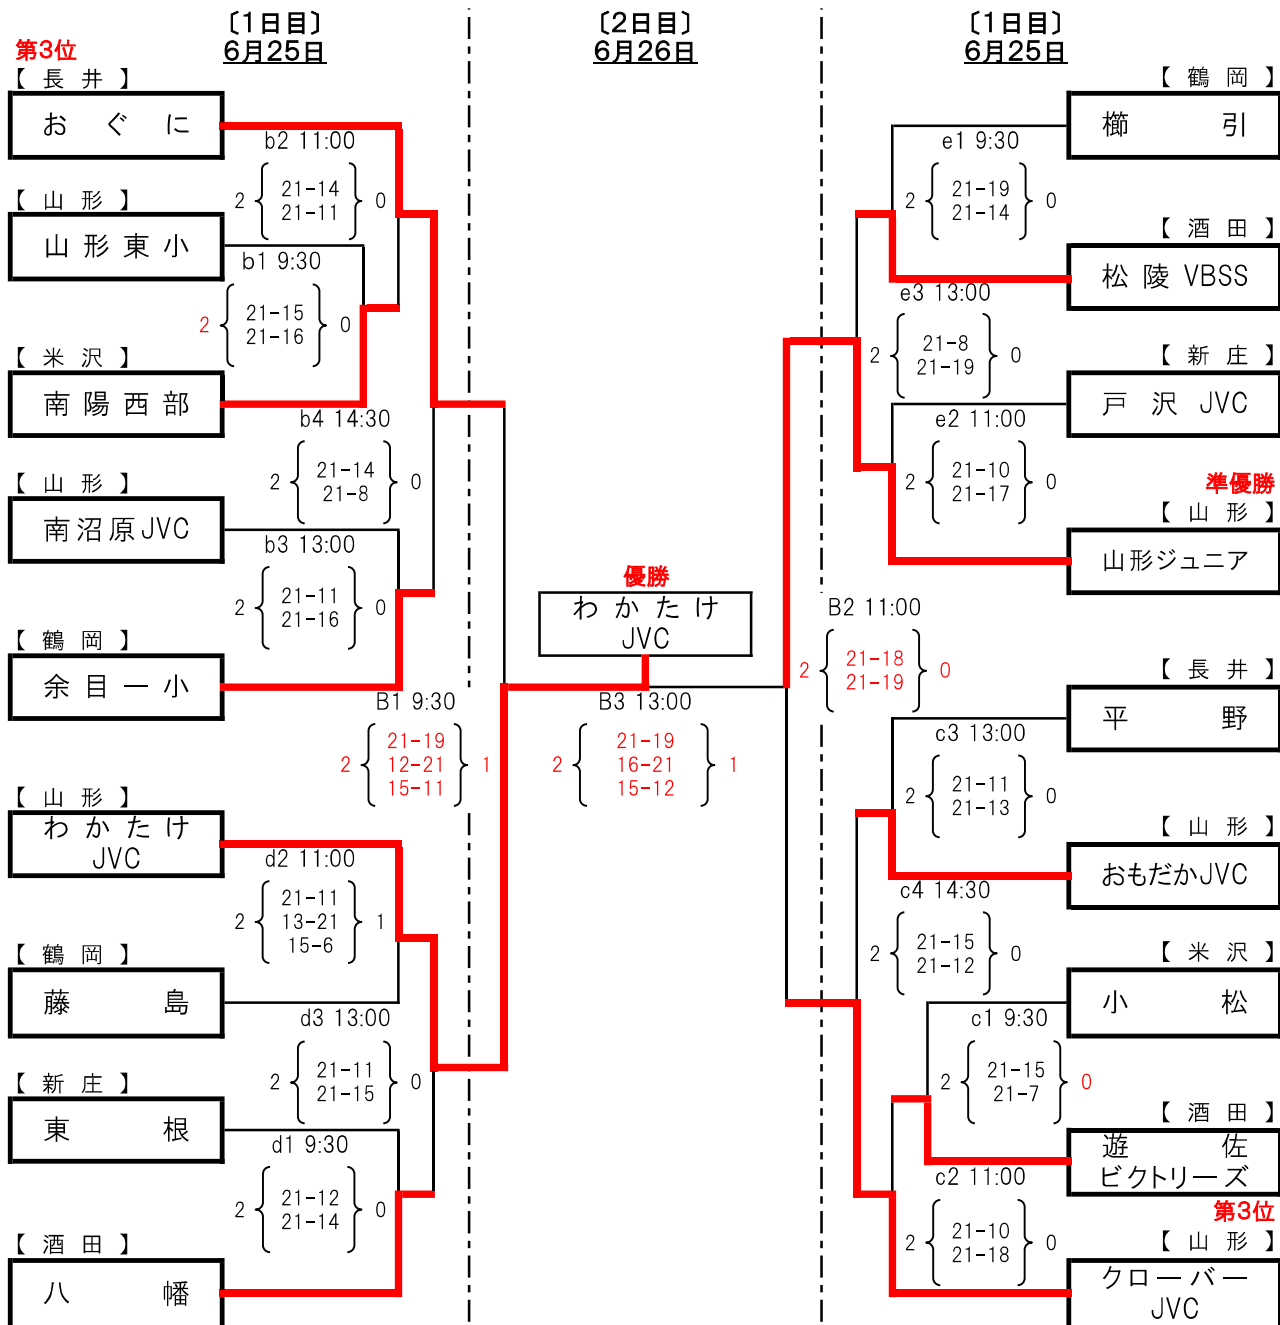 〔1日目〕
6月25日
〔2日目〕
6月26日
〔1日目〕
6月25日
第3位
【 長 井 】
お ぐ に
b2 11:00
2 21-14 0
21-11
【 山 形 】
山 形 東 小
b1 9:30
2 21-15 0
21-16
【 米 沢 】
南 陽 西 部
b4 14:30
2 21-14 0
21-8
【 山 形 】
南沼原JVC
b3 13:00
2 21-11 0
21-16
【 鶴 岡 】
余 目 一 小
B1 9:30
2 21-19 1
12-21
15-11
【 山 形 】
わ か た け
JVC
d2 11:00
2 21-11 1
13-21
15-6
【 鶴 岡 】
藤 島
d3 13:00
2 21-11 0
21-15
【 新 庄 】
東 根
d1 9:30
2 21-12 0
21-14
【 酒 田 】
八 幡
優勝
わ か た け
JVC
B3 13:00
2 21-19 1
16-21
15-12
【 鶴 岡 】
櫛 引
e1 9:30
2 21-19 0
21-14
【 酒 田 】
松 陵 VBSS
e3 13:00
2 21-8 0
21-19
【 新 庄 】
戸 沢 JVC
e2 11:00
2 21-10 0
21-17
準優勝
【 山 形 】
山形ジュニア
B2 11:00
2 21-18 0
21-19
【 長 井 】
平 野
c3 13:00
2 21-11 0
21-13
【 山 形 】
おもだかJVC
c4 14:30
2 21-15 0
21-12
【 米 沢 】
小 松
c1 9:30
2 21-15 0
21-7
【 酒 田 】
遊 佐
ビクトリーズ
c2 11:00
2 21-10 0
21-18
第3位
【 山 形 】
クローバー
JVC